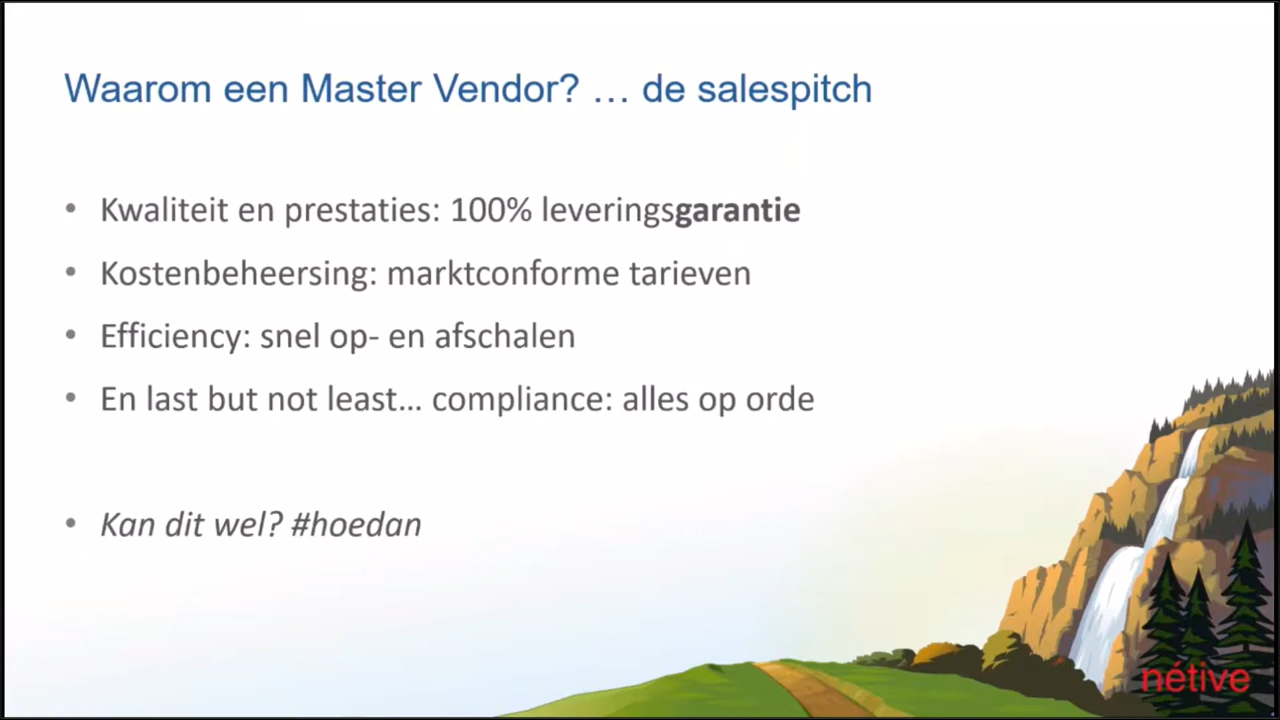 Waarom een Master Vendor? … de salespitch
• Kwaliteit en prestaties: 100% leveringsgarantie
• Kostenbeheersing: marktconforme tarieven
• Efficiency: snel op- en afschalen
• En last but not least… compliance: alles op orde
• Kan dit wel? #hoedan
nétive